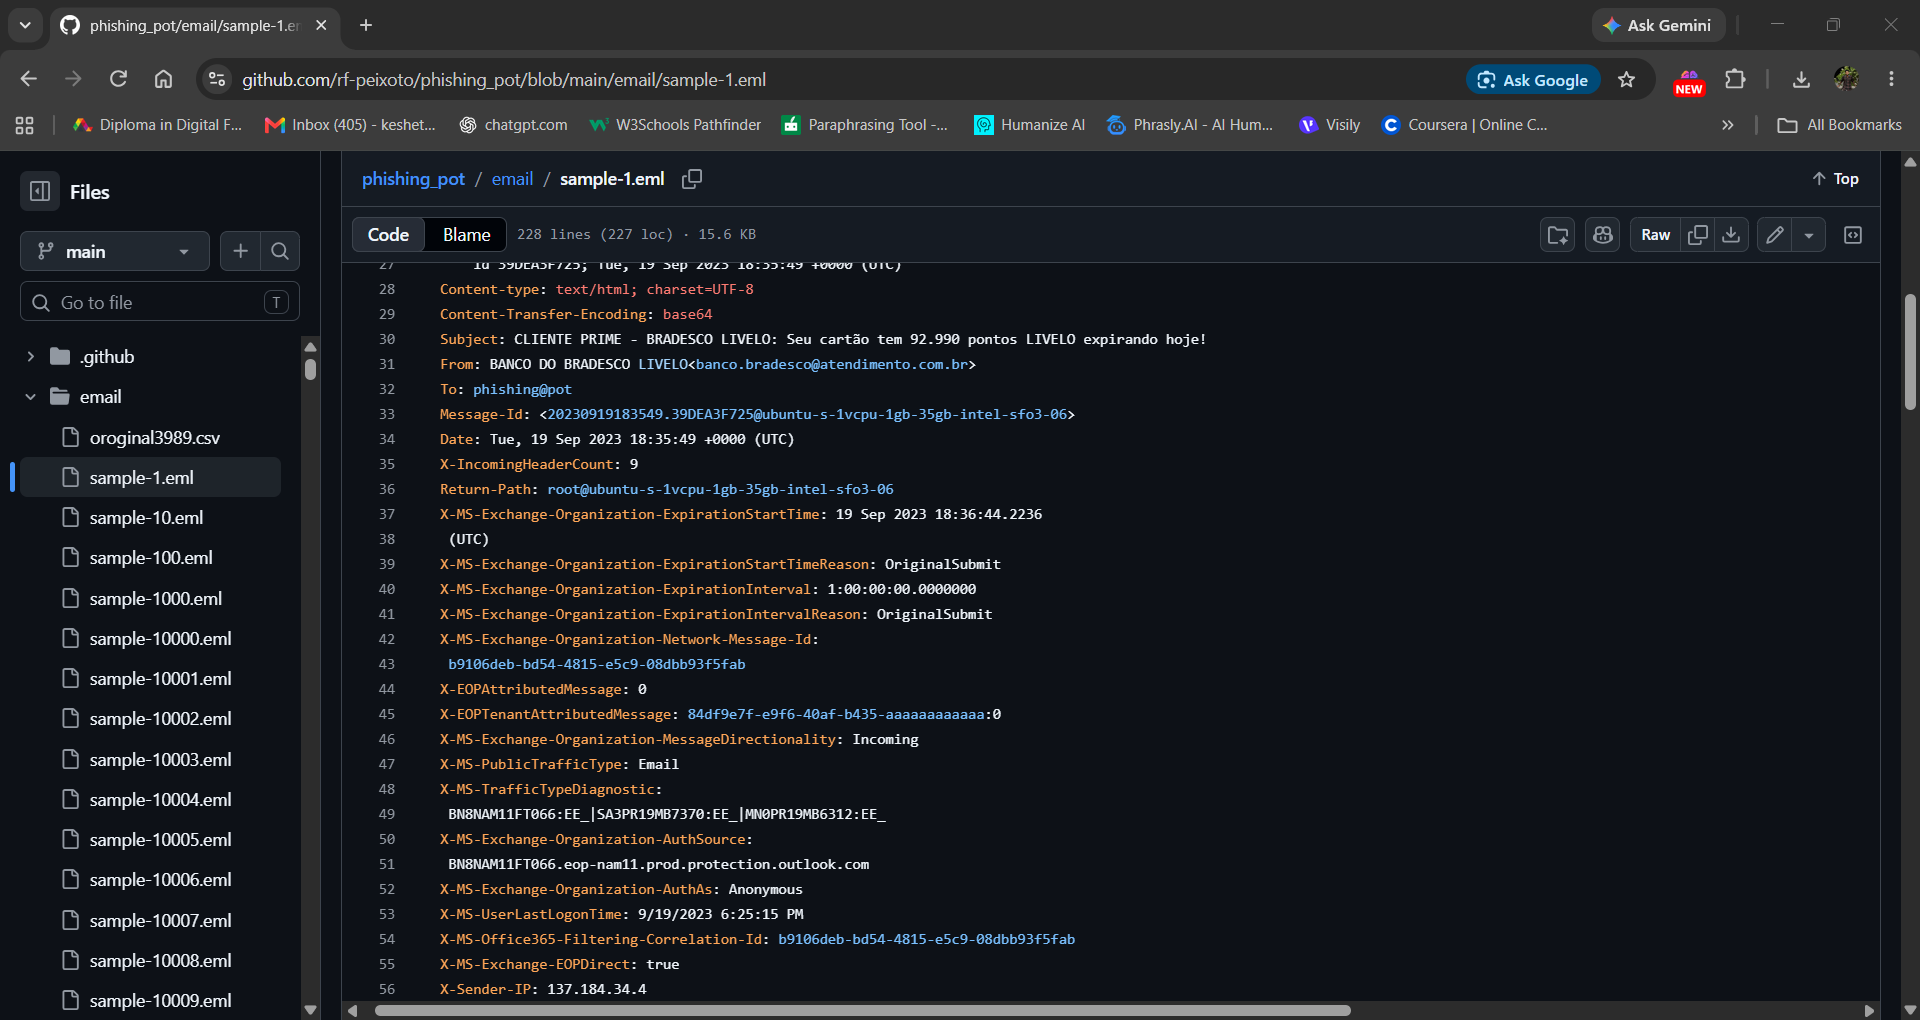 phishing_pot/email/sample-1.er
Ask Gemini
github.com/rf-peixoto/phishing_pot/blob/main/email/sample-1.eml
Ask Google
NEW
Diploma in Digital F...
Inbox (405) - keshet...
chatgpt.com
W3Schools Pathfinder
Paraphrasing Tool -...
Humanize AI
Phrasly.AI - AI Hum...
Visily
Coursera | Online C...
»
All Bookmarks
Files
main
Go to file
T
.github
email
oroginal3989.csv
sample-1.eml
sample-10.eml
sample-100.eml
sample-1000.eml
sample-10000.eml
sample-10001.eml
sample-10002.eml
sample-10003.eml
sample-10004.eml
sample-10005.eml
sample-10006.eml
sample-10007.eml
sample-10008.eml
sample-10009.eml
phishing_pot / email / sample-1.eml
Top
Code Blame 228 lines (227 loc) · 15.6 KB
Raw
27 id 39DEA3F725; Tue, 19 Sep 2023 18:35:49 +0000 (UTC)
28 Content-type: text/html; charset=UTF-8
29 Content-Transfer-Encoding: base64
30 Subject: CLIENTE PRIME - BRADESCO LIVELO: Seu cartão tem 92.990 pontos LIVELO expirando hoje!
31 From: BANCO DO BRADESCO LIVELO<banco.bradesco@atendimento.com.br>
32 To: phishing@pot
33 Message-Id: <20230919183549.39DEA3F725@ubuntu-s-1vcpu-1gb-35gb-intel-sfo3-06>
34 Date: Tue, 19 Sep 2023 18:35:49 +0000 (UTC)
35 X-IncomingHeaderCount: 9
36 Return-Path: root@ubuntu-s-1vcpu-1gb-35gb-intel-sfo3-06
37 X-MS-Exchange-Organization-ExpirationStartTime: 19 Sep 2023 18:36:44.2236
38 (UTC)
39 X-MS-Exchange-Organization-ExpirationStartTimeReason: OriginalSubmit
40 X-MS-Exchange-Organization-ExpirationInterval: 1:00:00:00.0000000
41 X-MS-Exchange-Organization-ExpirationIntervalReason: OriginalSubmit
42 X-MS-Exchange-Organization-Network-Message-Id:
43 b9106deb-bd54-4815-e5c9-08dbb93f5fab
44 X-EOPAttributedMessage: 0
45 X-EOPTenantAttributedMessage: 84df9e7f-e9f6-40af-b435-aaaaaaaaaaaa:0
46 X-MS-Exchange-Organization-MessageDirectionality: Incoming
47 X-MS-PublicTrafficType: Email
48 X-MS-TrafficTypeDiagnostic:
49 BN8NAM11FT066:EE_|SA3PR19MB7370:EE_|MN0PR19MB6312:EE_
50 X-MS-Exchange-Organization-AuthSource:
51 BN8NAM11FT066.eop-nam11.prod.protection.outlook.com
52 X-MS-Exchange-Organization-AuthAs: Anonymous
53 X-MS-UserLastLogonTime: 9/19/2023 6:25:15 PM
54 X-MS-Office365-Filtering-Correlation-Id: b9106deb-bd54-4815-e5c9-08dbb93f5fab
55 X-MS-Exchange-EOPDirect: true
56 X-Sender-IP: 137.184.34.4